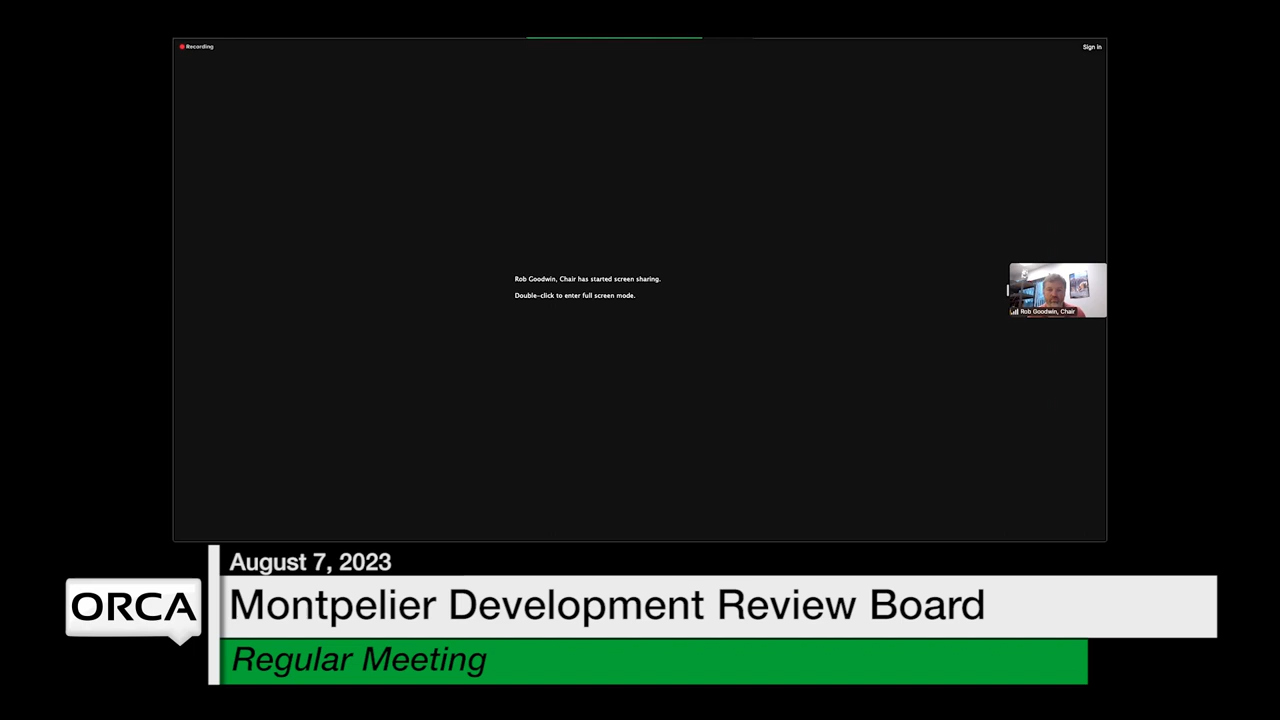 Recording
Sign in
Rob Goodwin, Chair has started screen sharing.
Double-click to enter full screen mode.
Rob Goodwin, Chair
August 7, 2023
ORCA
Montpelier Development Review Board
Regular Meeting